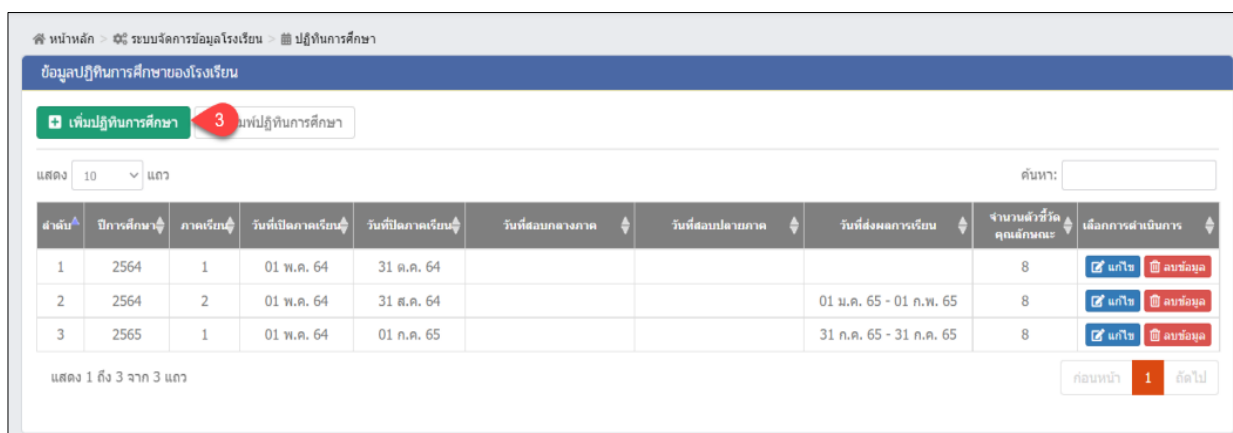 หน้าหลัก > ระบบจัดการข้อมูลโรงเรียน > ปฏิทินการศึกษา
ข้อมูลปฏิทินการศึกษาของโรงเรียน
เพิ่มปฏิทินการศึกษา 3 มพ์ปฏิทินการศึกษา
แสดง 10 แถว ค้นหา:
ลำดับ ปีการศึกษา ภาคเรียน วันที่เปิดภาคเรียน วันที่ปิดภาคเรียน วันที่สอบกลางภาค วันที่สอบปลายภาค วันที่ส่งผลการเรียน จำนวนตัวชี้วัด คุณลักษณะ เลือกการดำเนินการ
1 2564 1 01 พ.ค. 64 31 ต.ค. 64 8 แก้ไข ลบข้อมูล
2 2564 2 01 พ.ค. 64 31 ส.ค. 64 01 ม.ค. 65 - 01 ก.พ. 65 8 แก้ไข ลบข้อมูล
3 2565 1 01 พ.ค. 64 01 ก.ค. 65 31 ก.ค. 65 - 31 ก.ค. 65 8 แก้ไข ลบข้อมูล
แสดง 1 ถึง 3 จาก 3 แถว ก่อนหน้า 1 ถัดไป